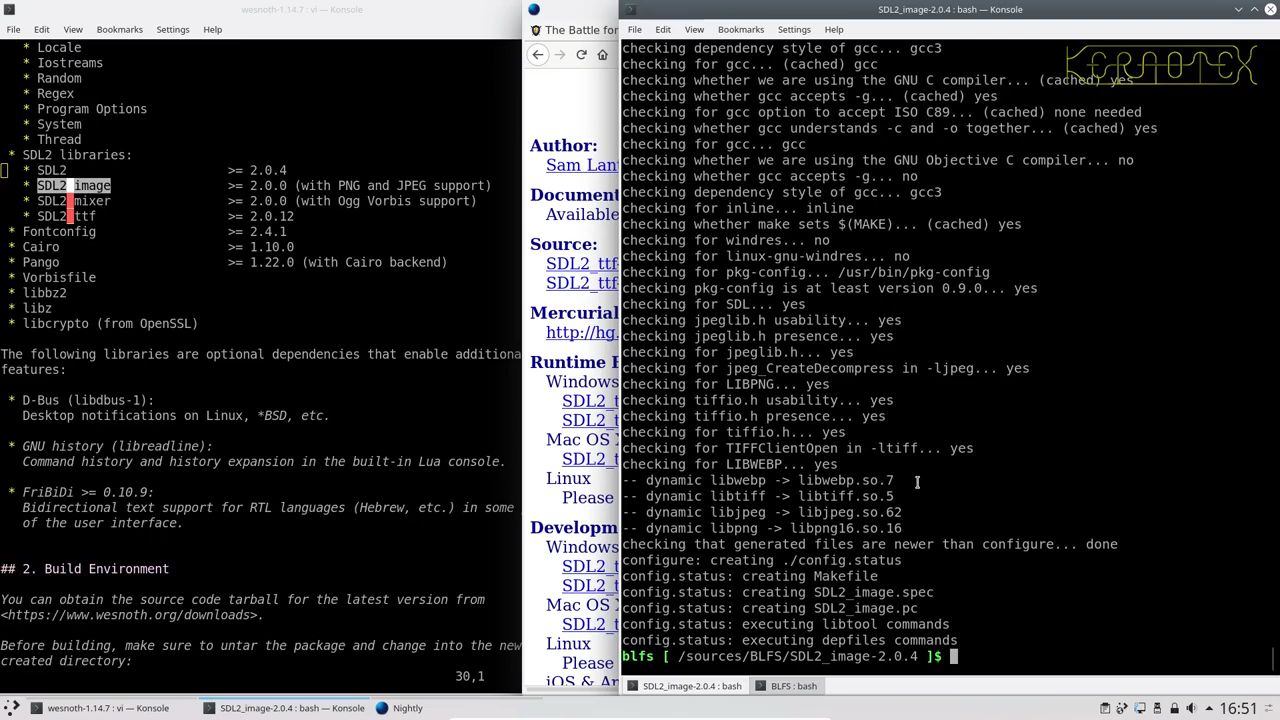 wesnoth-1.14.7 : vi — Konsole
File Edit View Bookmarks Settings Help
* Locale
* Iostreams
* Random
* Regex
* Program Options
* System
* Thread
* SDL2 libraries:
* SDL2 >= 2.0.4
* SDL2_image >= 2.0.0 (with PNG and JPEG support)
* SDL2_mixer >= 2.0.0 (with Ogg Vorbis support)
* SDL2_ttf >= 2.0.12
* Fontconfig >= 2.4.1
* Cairo >= 1.10.0
* Pango >= 1.22.0 (with Cairo backend)
* Vorbisfile
* libbz2
* libz
* libcrypto (from OpenSSL)
The following libraries are optional dependencies that enable additiona
features:
* D-Bus (libdbus-1):
Desktop notifications on Linux, *BSD, etc.
* GNU history (libreadline):
Command history and history expansion in the built-in Lua console.
* FriBiDi >= 0.10.9:
Bidirectional text support for RTL languages (Hebrew, etc.) in some
of the user interface.
## 2. Build Environment
You can obtain the source code tarball for the latest version from
<https://www.wesnoth.org/downloads>.
Before building, make sure to untar the package and change into the new
created directory:
30,1
The Battle for
Author:
Sam Lan
Document
Available
Source:
SDL2_ttf
SDL2_ttf
Mercurial
http://hg.
Runtime
Windows
SDL2_t
SDL2_t
Mac OS
SDL2_t
Linux
Please
Developm
Windows
SDL2_t
SDL2_t
Mac OS
SDL2_t
Linux
Please
iOS & An
SDL2_image-2.0.4 : bash — Konsole
File Edit View Bookmarks Settings Help
KERNOTEX
checking dependency style of gcc... gcc3
checking for gcc... (cached) gcc
checking whether we are using the GNU C compiler... (cached) yes
checking whether gcc accepts -g... (cached) yes
checking for gcc option to accept ISO C89... (cached) none needed
checking whether gcc understands -c and -o together... (cached) yes
checking for gcc... gcc
checking whether we are using the GNU Objective C compiler... no
checking whether gcc accepts -g... no
checking dependency style of gcc... gcc3
checking for inline... inline
checking whether make sets $(MAKE)... (cached) yes
checking for windres... no
checking for linux-gnu-windres... no
checking for pkg-config... /usr/bin/pkg-config
checking pkg-config is at least version 0.9.0... yes
checking for SDL... yes
checking jpeglib.h usability... yes
checking jpeglib.h presence... yes
checking for jpeglib.h... yes
checking for jpeg_CreateDecompress in -ljpeg... yes
checking for LIBPNG... yes
checking tiffio.h usability... yes
checking tiffio.h presence... yes
checking for tiffio.h... yes
checking for TIFFClientOpen in -ltiff... yes
checking for LIBWEBP... yes
-- dynamic libwebp -> libwebp.so.7
-- dynamic libtiff -> libtiff.so.5
-- dynamic libjpeg -> libjpeg.so.62
-- dynamic libpng -> libpng16.so.16
checking that generated files are newer than configure... done
configure: creating ./config.status
config.status: creating Makefile
config.status: creating SDL2_image.spec
config.status: creating SDL2_image.pc
config.status: executing libtool commands
config.status: executing depfiles commands
blfs [ /sources/BLFS/SDL2_image-2.0.4 ]$
SDL2_image-2.0.4 : bash
BLFS : bash
wesnoth-1.14.7 : vi — Konsole
SDL2_image-2.0.4 : bash — Konsole
Nightly
16:51